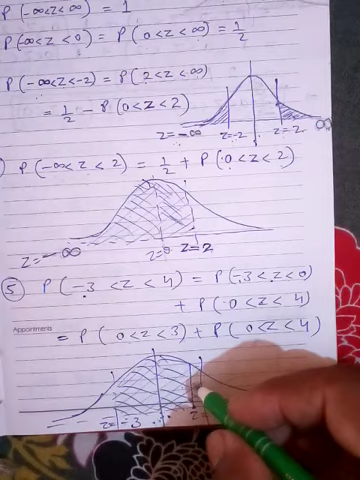 P(-∞<z<∞) = 1
P(∞<z<0) = P(0<z<∞) = 1/2
P(-∞<z<-2) = P(2<z<∞)
= 1/2 - P(0<z<2)
z=-∞ z=-2 z=2 ∞
) P(-∞<z<2) = 1/2 + P(0<z<2)
z=-∞ z=0 z=2
⑤ P(-3<z<4) = P(-3<z<0)
+ P(0<z<4)
Appointments
= P(0<z<3) + P(0<z<4)
z=-3